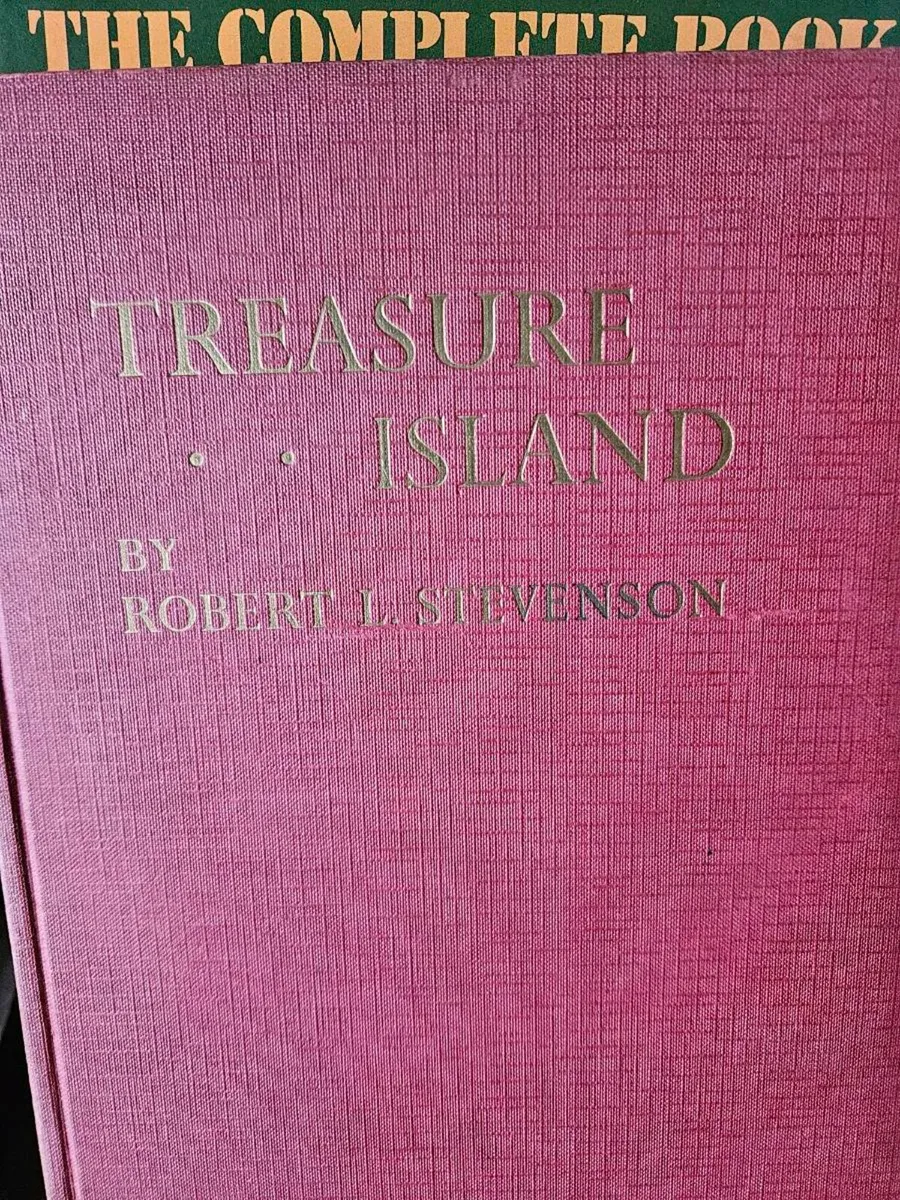 THE COMPLETE BOOK
TREASURE
· · ISLAND
BY
ROBERT L. STEVENSON